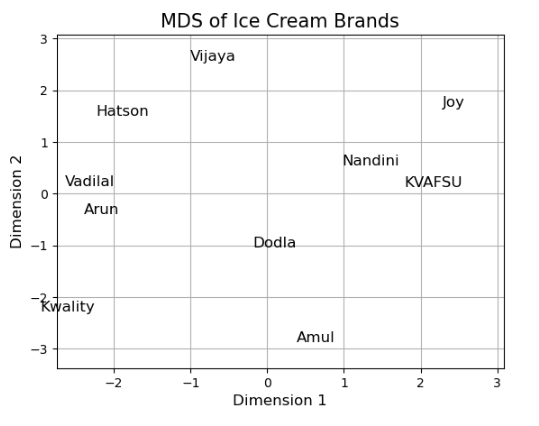 MDS of Ice Cream Brands
3
Vijaya
2
Joy
Hatson
1
Nandini
Vadilal
KVAFSU
0
Arun
Dimension 2
−1
Dodla
−2
Kwality
Amul
−3
−2 −1 0 1 2 3
Dimension 1